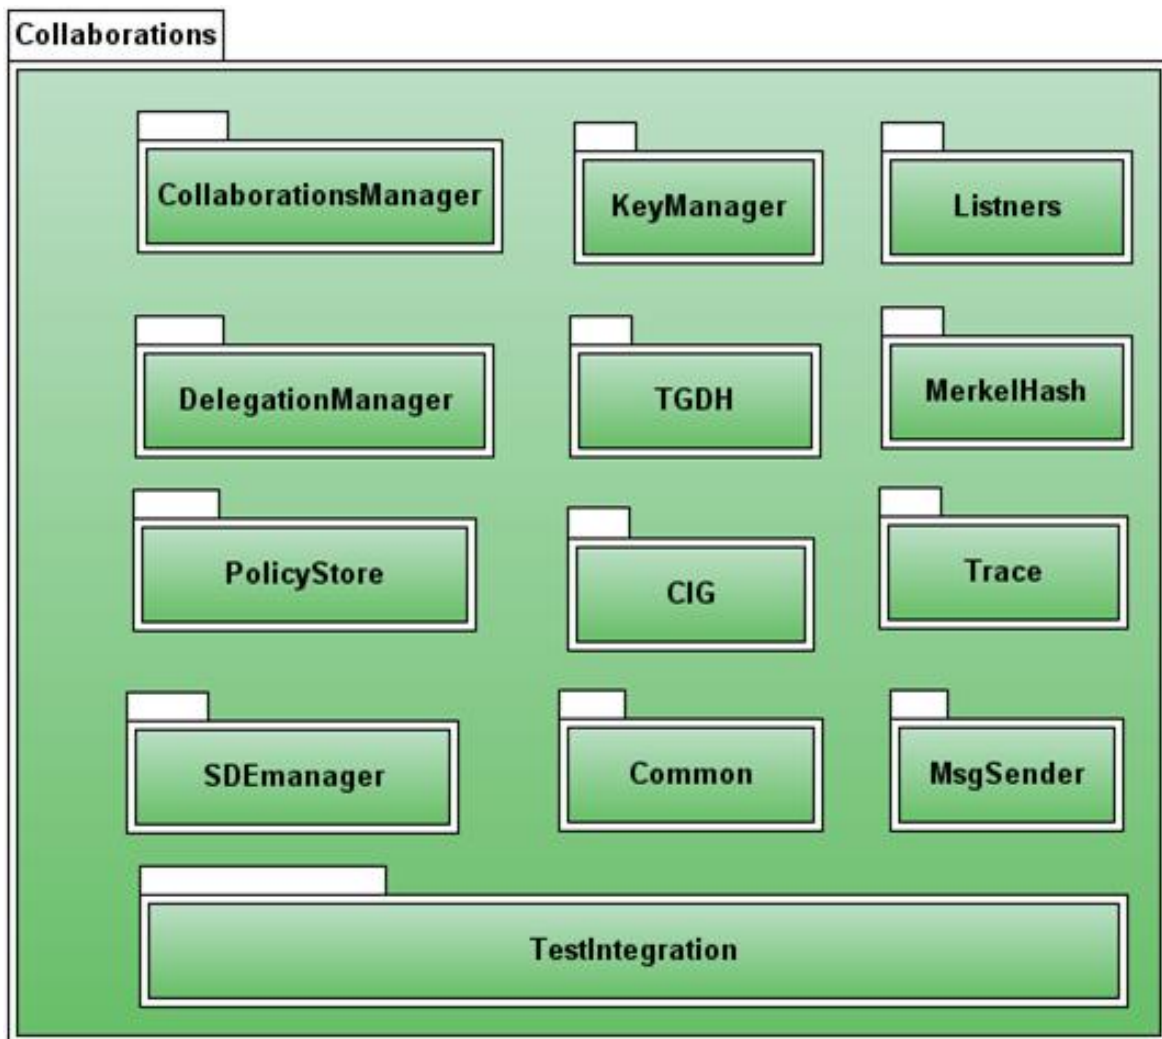 Collaborations
CollaborationsManager
KeyManager
Listners
DelegationManager
TGDH
MerkelHash
PolicyStore
CIG
Trace
SDEmanager
Common
MsgSender
TestIntegration